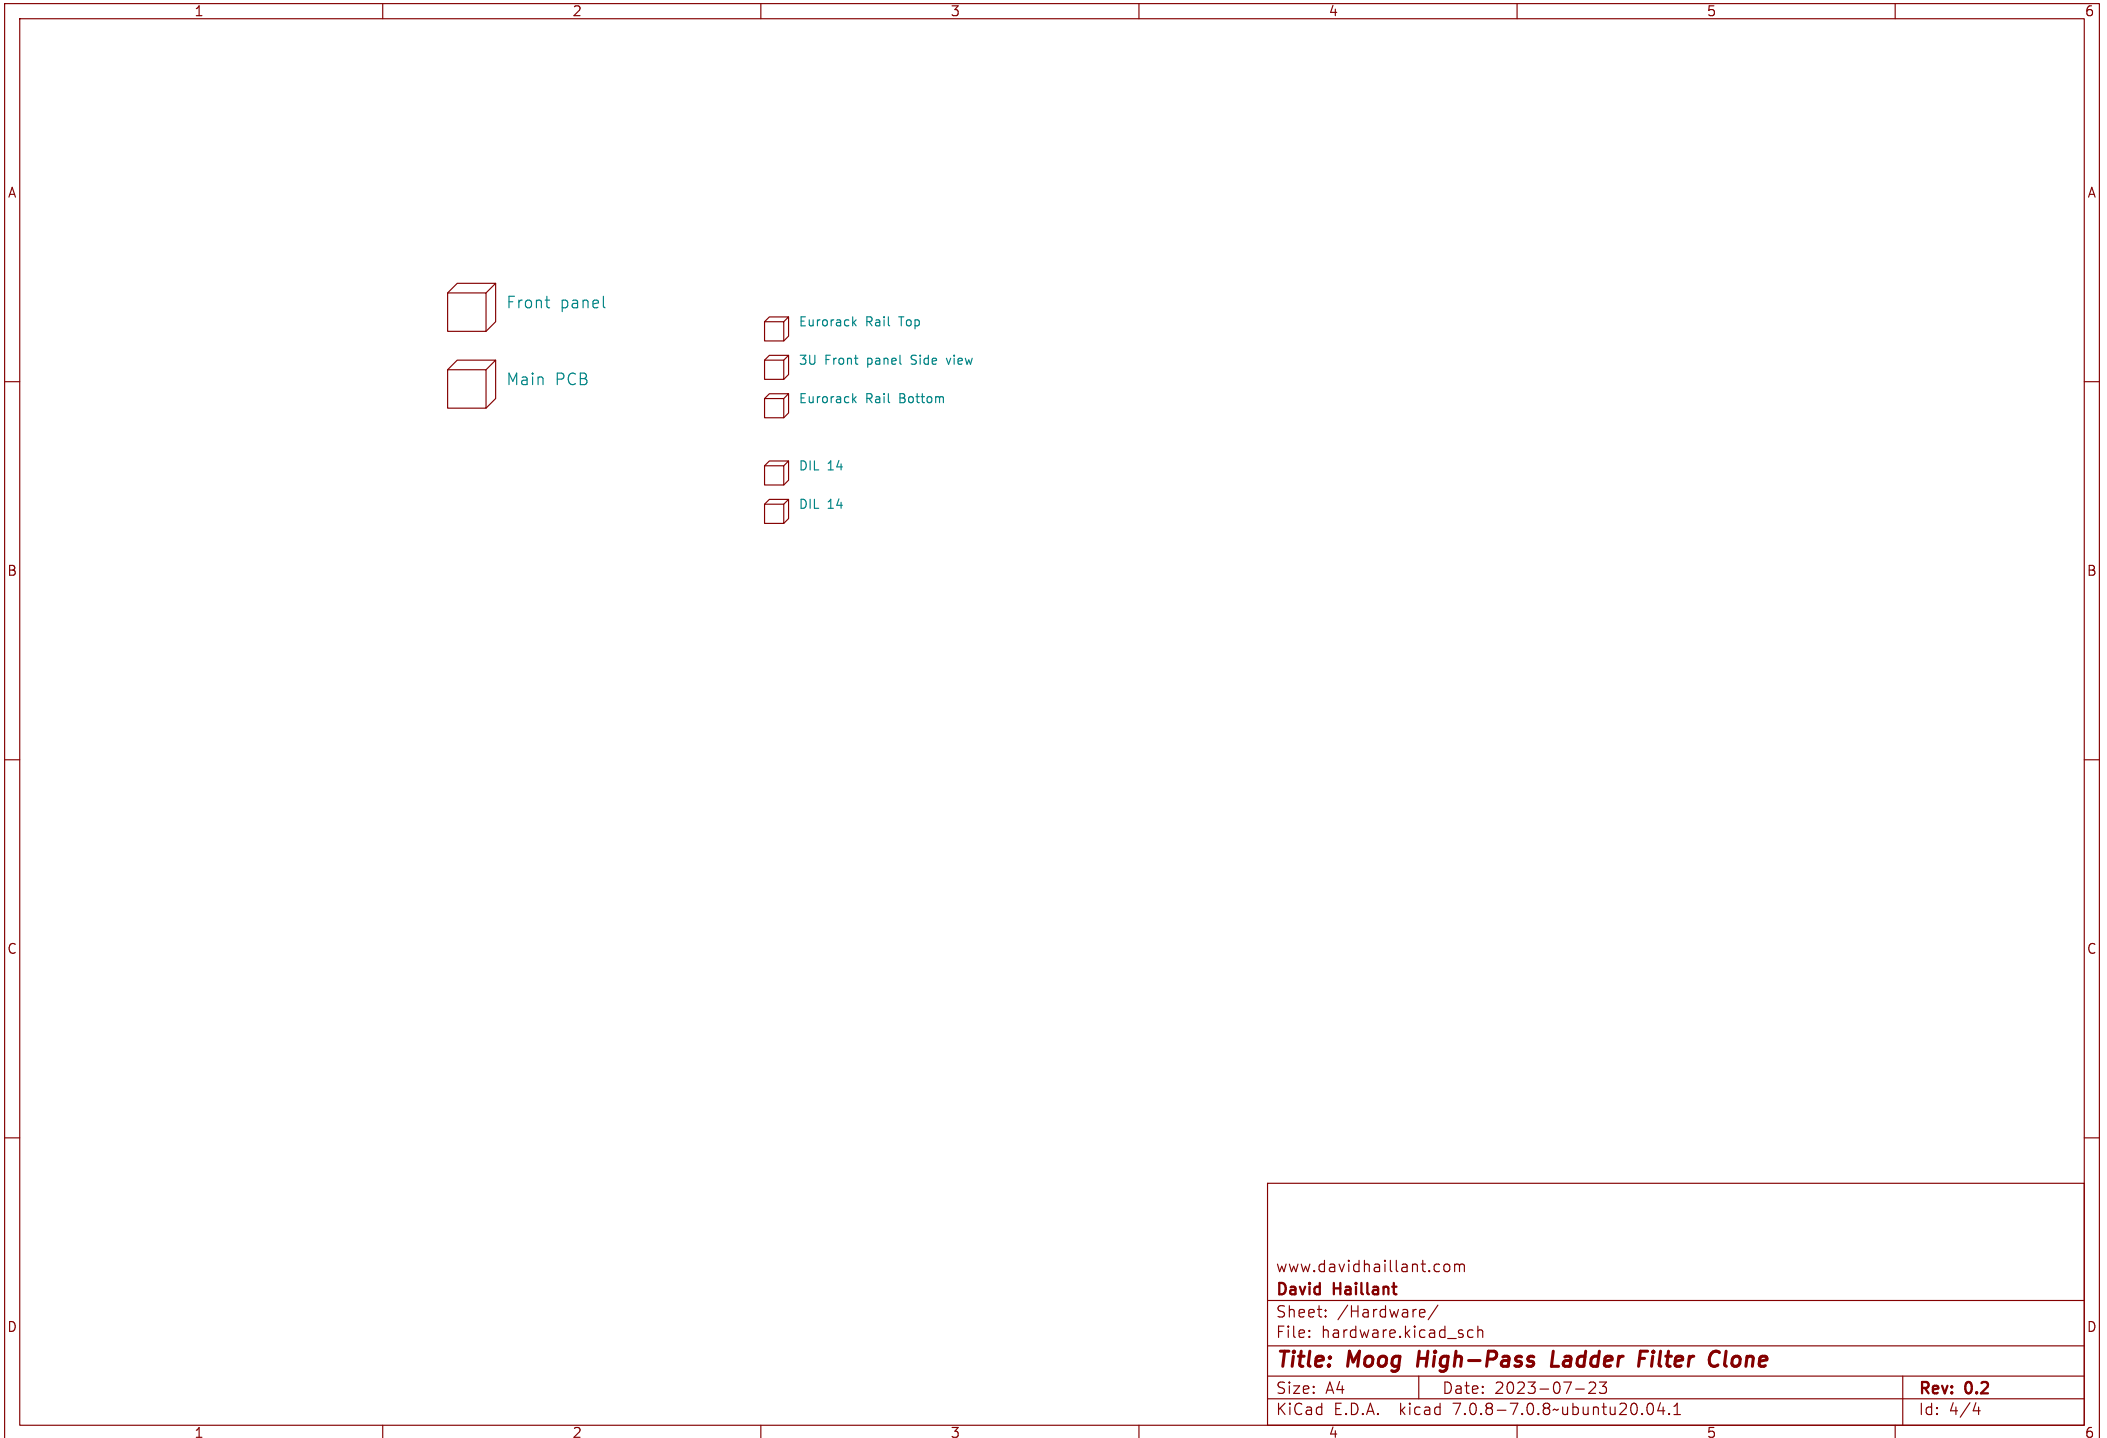 1 2 3 4 5 6
A A
Front panel
Eurorack Rail Top
3U Front panel Side view
Main PCB
Eurorack Rail Bottom
DIL 14
DIL 14
B B
C C
www.davidhaillant.com
David Haillant
Sheet: /Hardware/
File: hardware.kicad_sch
D D
Title: Moog High-Pass Ladder Filter Clone
Size: A4 Date: 2023-07-23 Rev: 0.2
KiCad E.D.A. kicad 7.0.8-7.0.8~ubuntu20.04.1 Id: 4/4
1 2 3 4 5 6